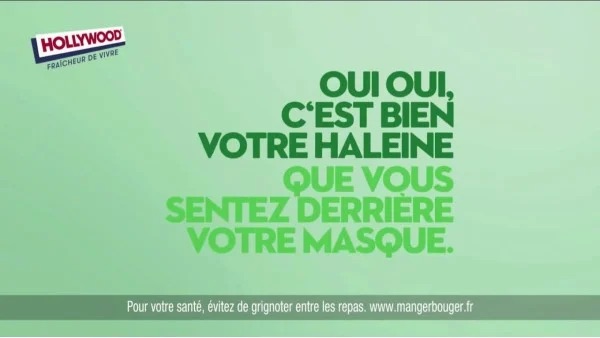 HOLLYWOOD
FRAÎCHEUR DE VIVRE
OUI OUI,
C'EST BIEN
VOTRE HALEINE
QUE VOUS
SENTEZ DERRIÈRE
VOTRE MASQUE.
Pour votre santé, évitez de grignoter entre les repas. www.mangerbouger.fr